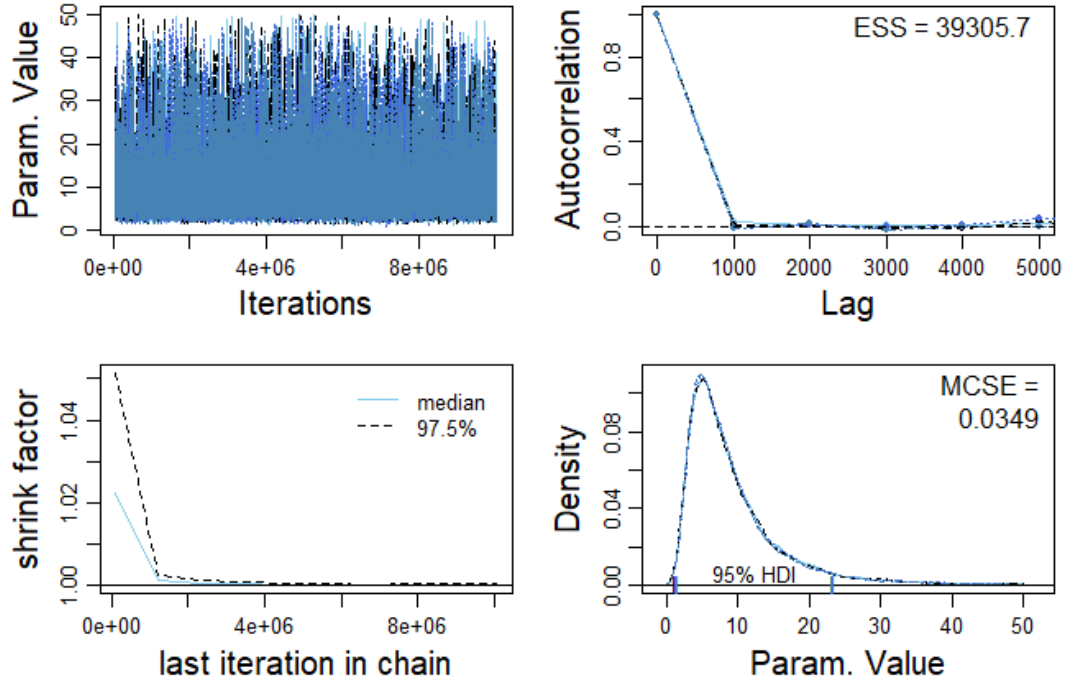 Param. Value
0 10 20 30 40 50
0e+00 4e+06 8e+06
Iterations
Autocorrelation
0.0 0.4 0.8
ESS = 39305.7
0 1000 2000 3000 4000 5000
Lag
shrink factor
1.00 1.02 1.04
median
97.5%
0e+00 4e+06 8e+06
last iteration in chain
Density
0.00 0.04 0.08
MCSE =
0.0349
95% HDI
0 10 20 30 40 50
Param. Value